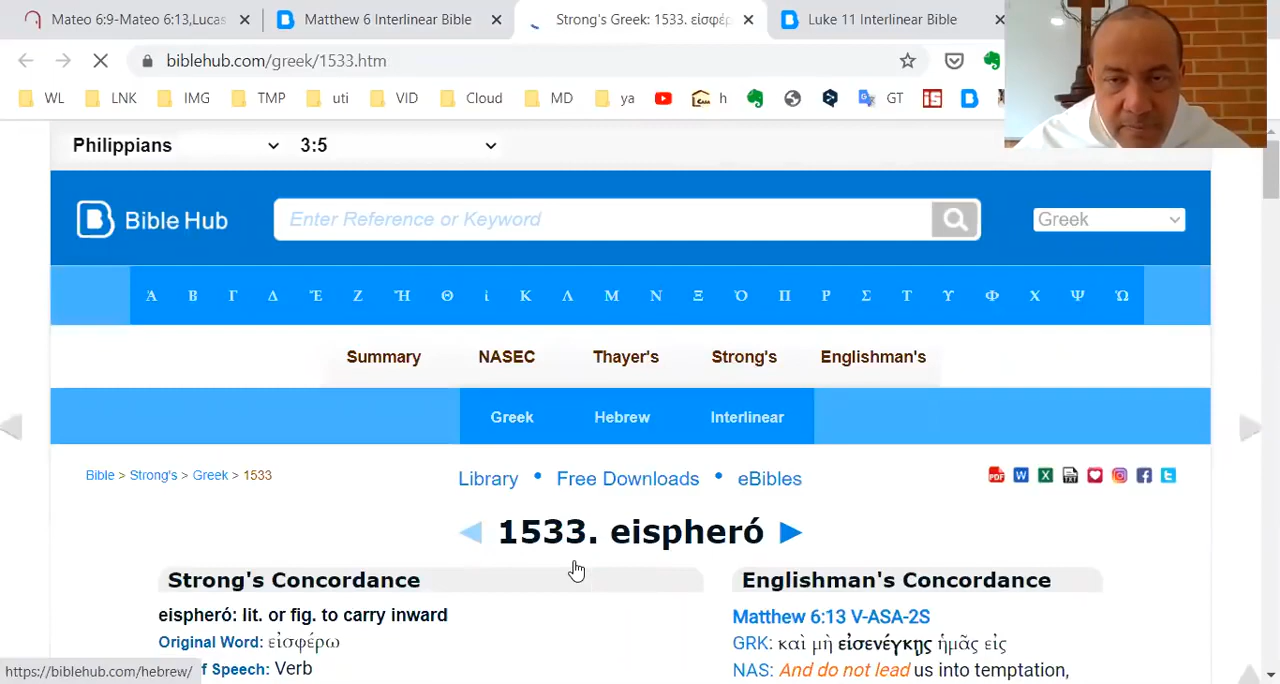 Mateo 6:9-Mateo 6:13,Lucas
Matthew 6 Interlinear Bible
Strong's Greek: 1533. εἰσφέρ
Luke 11 Interlinear Bible
biblehub.com/greek/1533.htm
WL LNK IMG TMP uti VID Cloud MD ya h GT
Philippians 3:5
Bible Hub
Enter Reference or Keyword
Greek
Ἀ Β Γ Δ Ἐ Ζ Ἡ Θ ἰ Κ Λ Μ Ν Ξ Ὀ Π Ρ Σ Τ Υ Φ Χ Ψ Ὠ
Summary NASEC Thayer's Strong's Englishman's
Greek Hebrew Interlinear
Bible > Strong's > Greek > 1533
Library • Free Downloads • eBibles
PDF W X TXT
1533. eispheró
Strong's Concordance
eispheró: lit. or fig. to carry inward
Original Word: εἰσφέρω
f Speech: Verb
Englishman's Concordance
Matthew 6:13 V-ASA-2S
GRK: καὶ μὴ εἰσενέγκῃς ἡμᾶς εἰς
NAS: And do not lead us into temptation,
https://biblehub.com/hebrew/